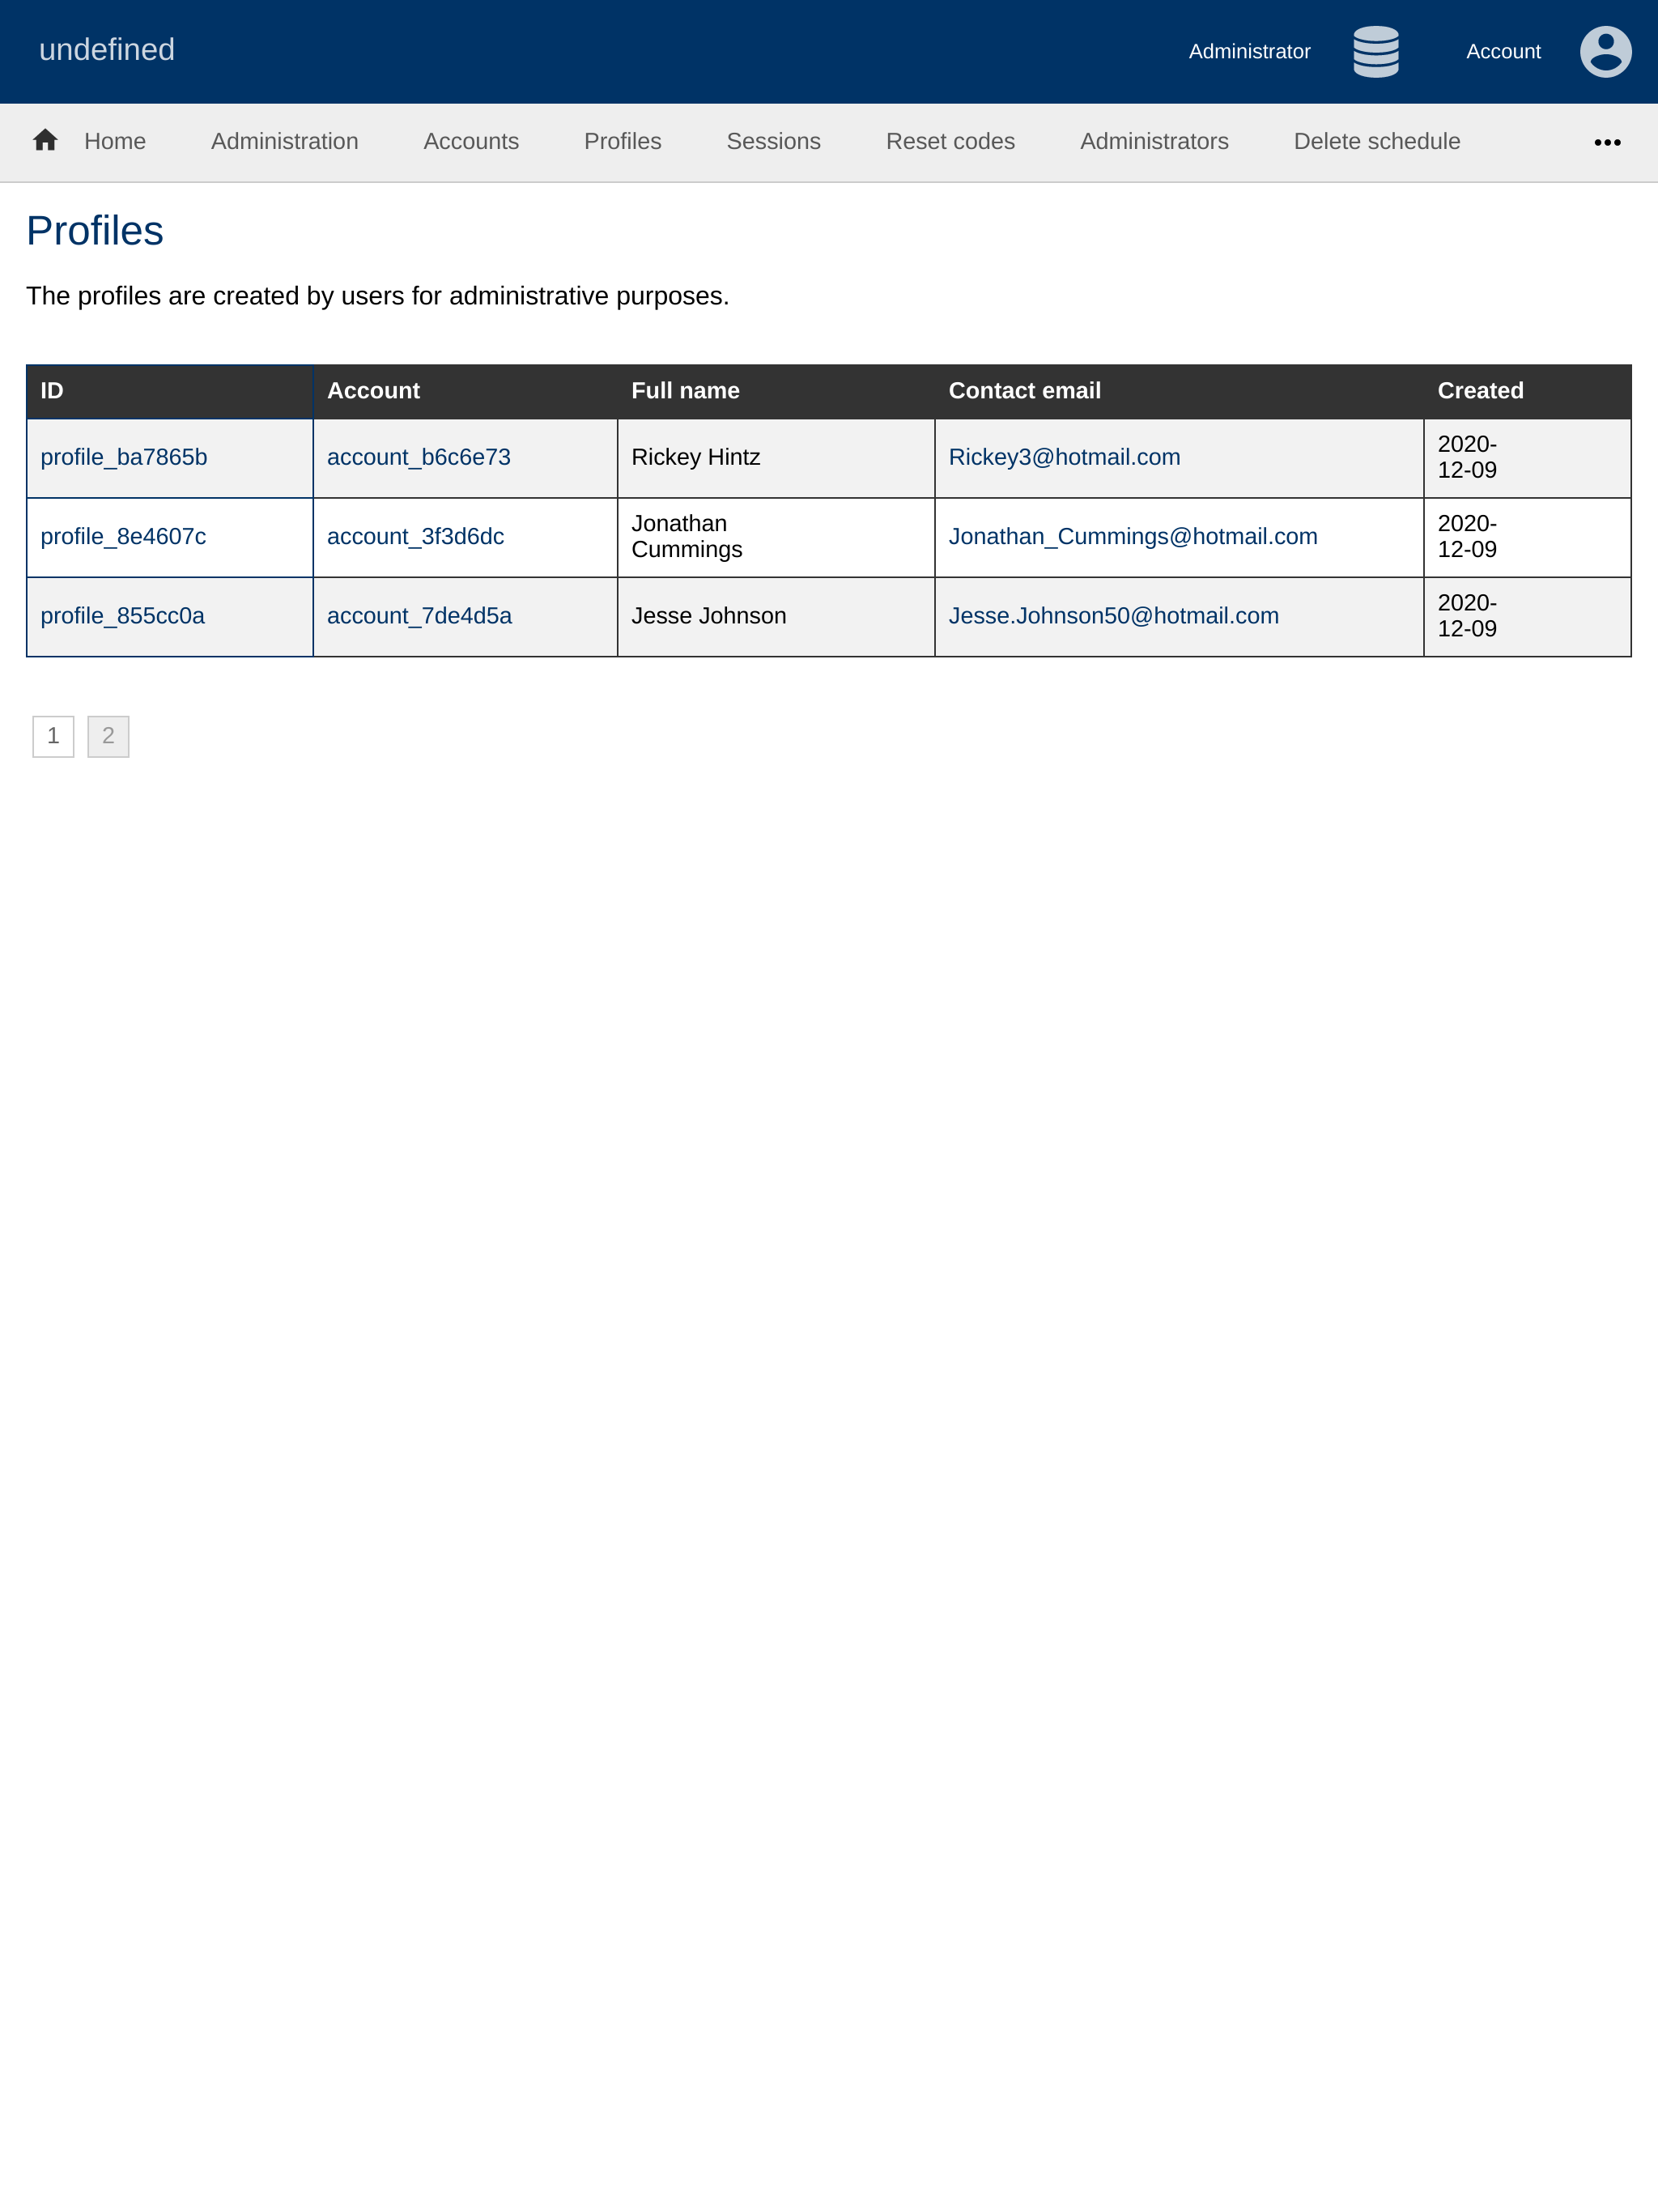 undefined
Administrator
Account
Home Administration Accounts Profiles Sessions Reset codes Administrators Delete schedule
Profiles
The profiles are created by users for administrative purposes.
ID Account Full name Contact email Created
profile_ba7865b account_b6c6e73 Rickey Hintz Rickey3@hotmail.com 2020-
12-09
profile_8e4607c account_3f3d6dc Jonathan
Cummings Jonathan_Cummings@hotmail.com 2020-
12-09
profile_855cc0a account_7de4d5a Jesse Johnson Jesse.Johnson50@hotmail.com 2020-
12-09
1 2